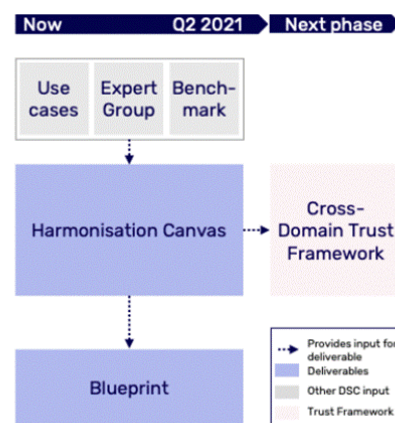 Now Q2 2021 Next phase
Use Expert Bench-
cases Group mark
Harmonisation Canvas
Cross-
Domain Trust
Framework
Blueprint
Provides input for
deliverable
Deliverables
Other DSC input
Trust Framework